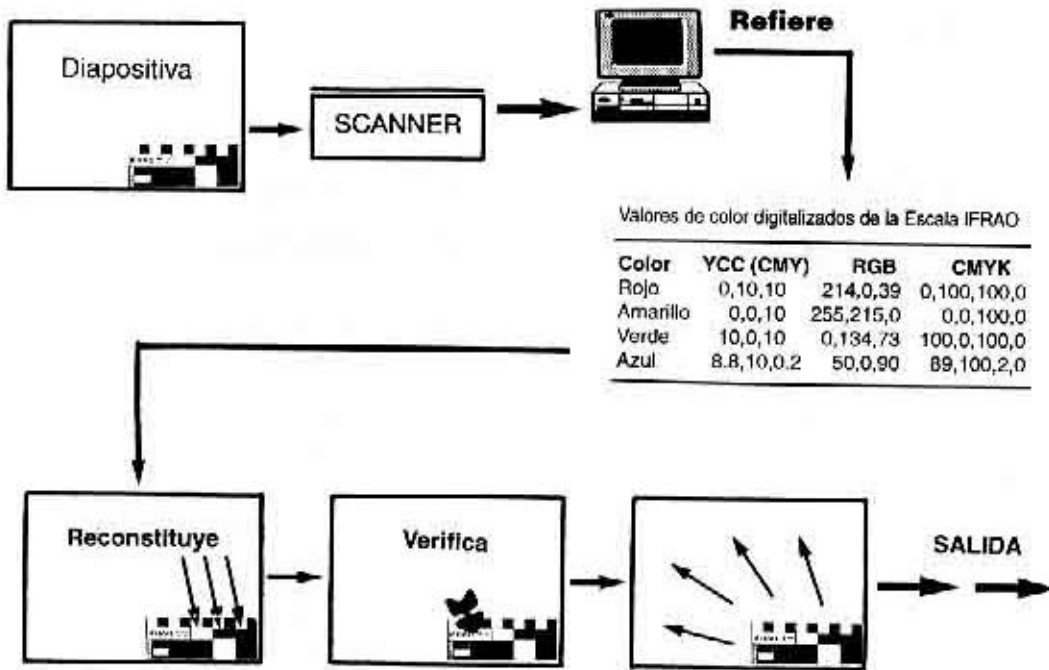 Diapositiva
SCANNER
Refiere
Valores de color digitalizados de la Escala IFRAO
Color YCC (CMY) RGB CMYK
Rojo 0,10,10 214,0,39 0,100,100,0
Amarillo 0,0,10 255,215,0 0,0,100,0
Verde 10,0,10 0,134,73 100,0,100,0
Azul 8.8,10,0.2 50,0,90 89,100,2,0
Reconstituye
Verifica
SALIDA